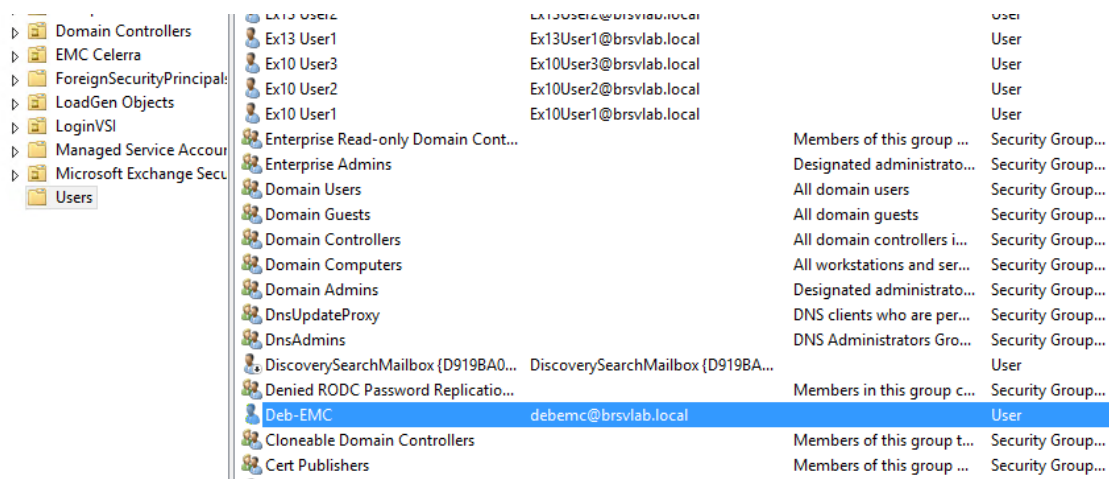 Ex13 User2 Ex13User2@brsvlab.local User
Domain Controllers
EMC Celerra
ForeignSecurityPrincipals
LoadGen Objects
LoginVSI
Managed Service Accour
Microsoft Exchange Secu
Users
Ex13 User1 Ex13User1@brsvlab.local User
Ex10 User3 Ex10User3@brsvlab.local User
Ex10 User2 Ex10User2@brsvlab.local User
Ex10 User1 Ex10User1@brsvlab.local User
Enterprise Read-only Domain Cont... Members of this group ... Security Group...
Enterprise Admins Designated administrato... Security Group...
Domain Users All domain users Security Group...
Domain Guests All domain guests Security Group...
Domain Controllers All domain controllers i... Security Group...
Domain Computers All workstations and ser... Security Group...
Domain Admins Designated administrato... Security Group...
DnsUpdateProxy DNS clients who are per... Security Group...
DnsAdmins DNS Administrators Gro... Security Group...
DiscoverySearchMailbox {D919BA0... DiscoverySearchMailbox {D919BA... User
Denied RODC Password Replicatio... Members in this group c... Security Group...
Deb-EMC debemc@brsvlab.local User
Cloneable Domain Controllers Members of this group t... Security Group...
Cert Publishers Members of this group ... Security Group...